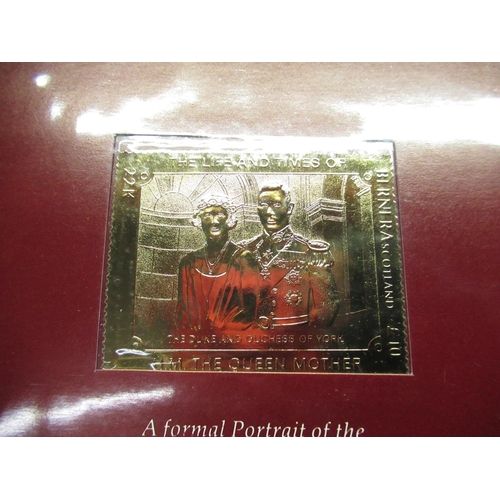 THE LIFE AND TIMES OF
22K
BERNERA SCOTLAND £10
THE DUKE AND DUCHESS OF YORK
H.M. THE QUEEN MOTHER
A formal Portrait of the